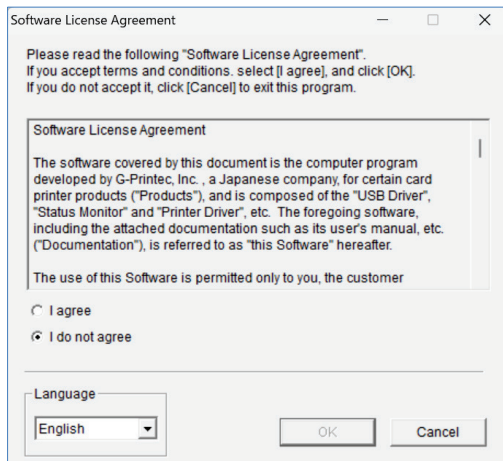 Software License Agreement
Please read the following "Software License Agreement".
If you accept terms and conditions. select [I agree], and click [OK].
If you do not accept it, click [Cancel] to exit this program.
Software License Agreement
The software covered by this document is the computer program
developed by G-Printec, Inc. , a Japanese company, for certain card
printer products ("Products"), and is composed of the "USB Driver",
"Status Monitor" and "Printer Driver", etc. The foregoing software,
including the attached documentation such as its user's manual, etc.
("Documentation"), is referred to as "this Software" hereafter.
The use of this Software is permitted only to you, the customer
I agree
I do not agree
Language
English
OK
Cancel